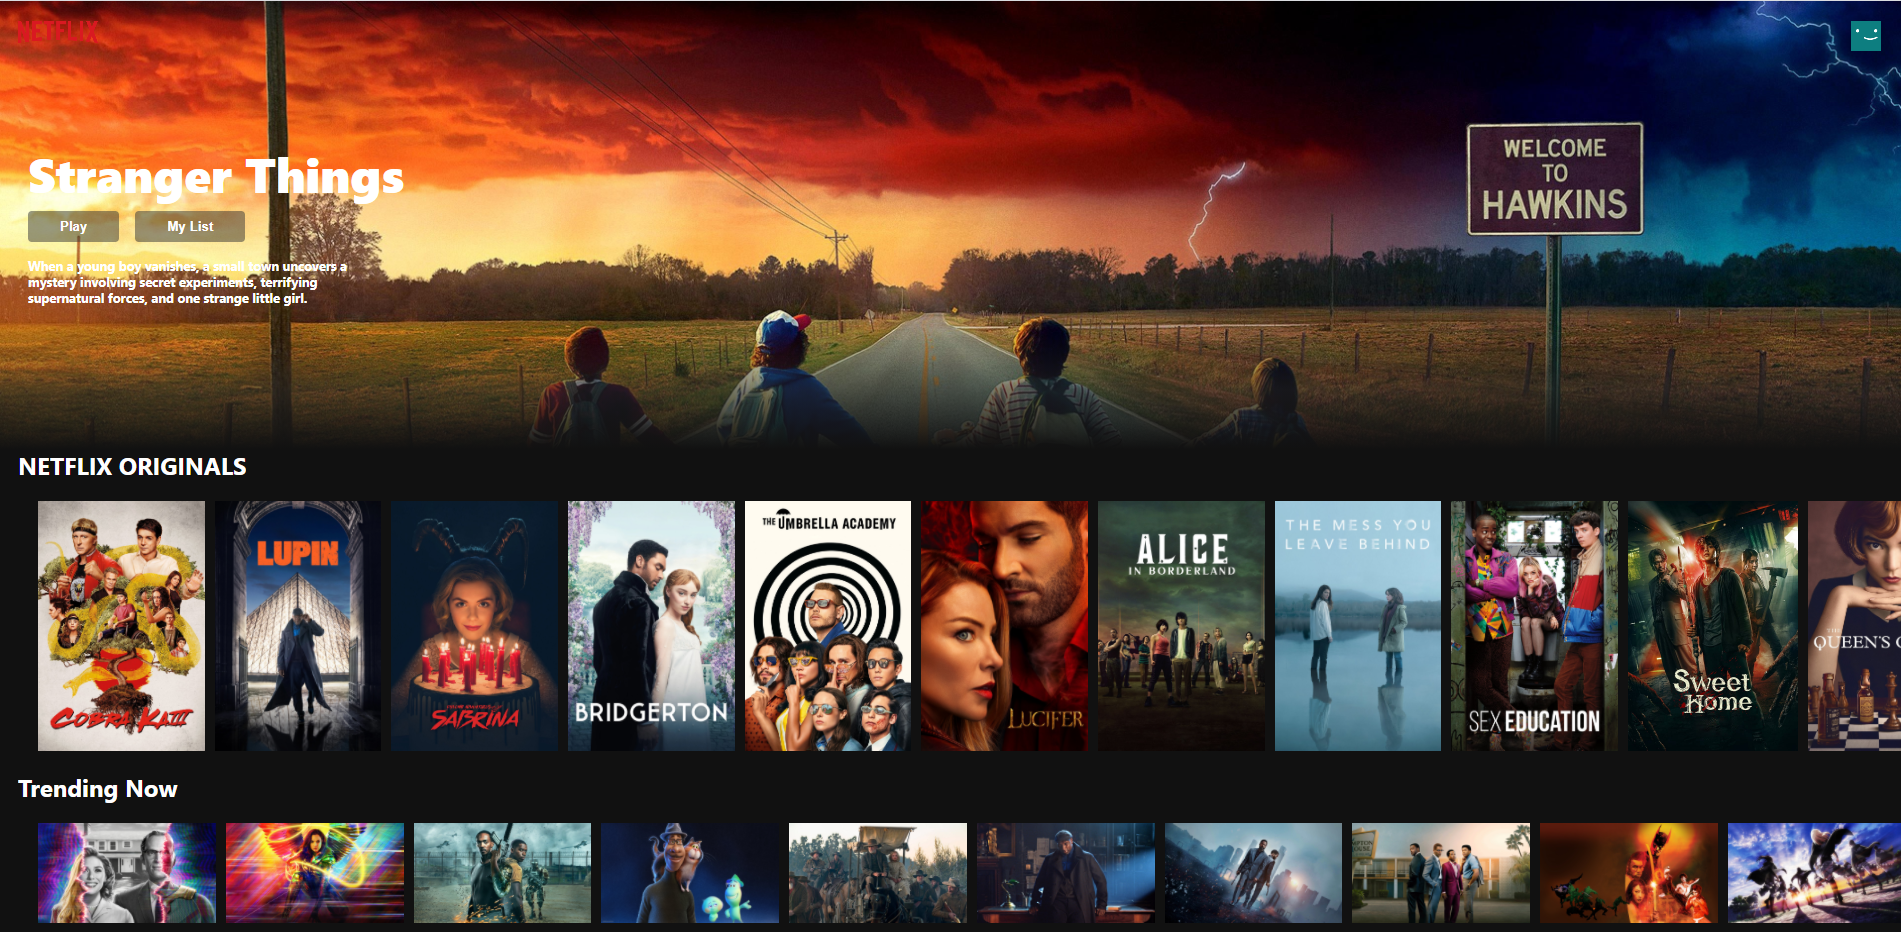 NETFLIX
WELCOME
TO
HAWKINS
Stranger Things
Play
My List
When a young boy vanishes, a small town uncovers a
mystery involving secret experiments, terrifying
supernatural forces, and one strange little girl.
NETFLIX ORIGINALS
COBRA KAI
LUPIN
SABRINA
BRIDGERTON
THE UMBRELLA ACADEMY
LUCIFER
ALICE
IN BORDERLAND
THE MESS YOU
LEAVE BEHIND
SEX EDUCATION
Sweet
Home
QUEEN'S
Trending Now